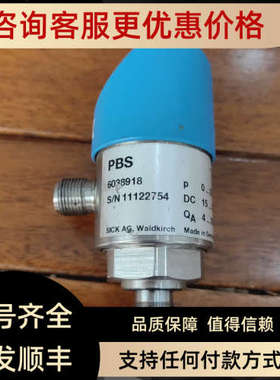 咨询客服更优惠价格
PBS
6038918
S/N 11122754
SICK AG, Waldkirch
P 0
DC 15
QA 4
Made in
号齐全
发顺丰
品质保障 值得信赖
支持任何付款方式